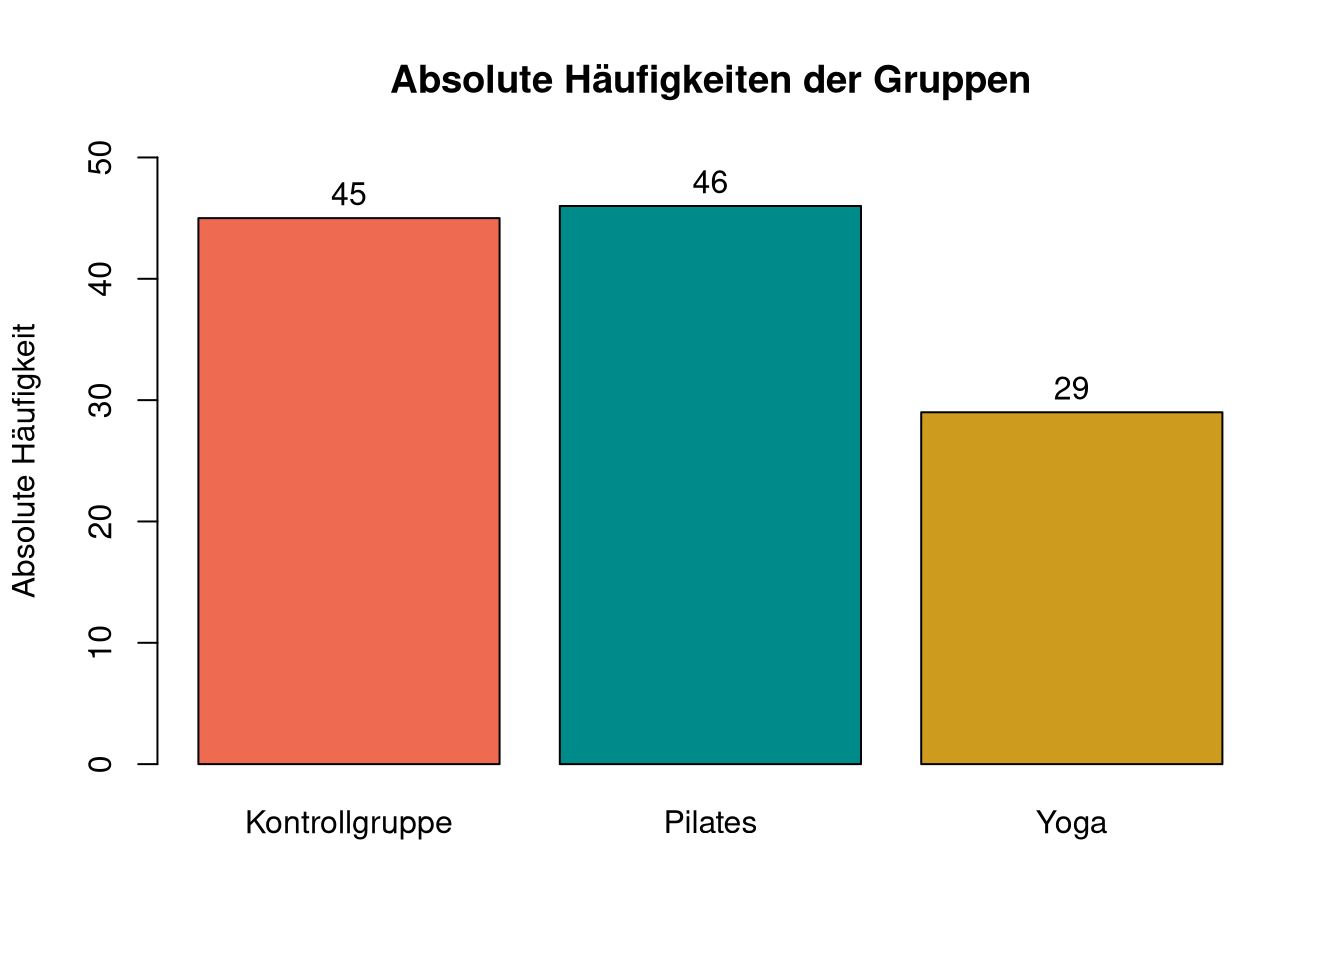 Absolute Häufigkeiten der Gruppen
Absolute Häufigkeit
50
40
30
20
10
0
45
46
29
Kontrollgruppe
Pilates
Yoga